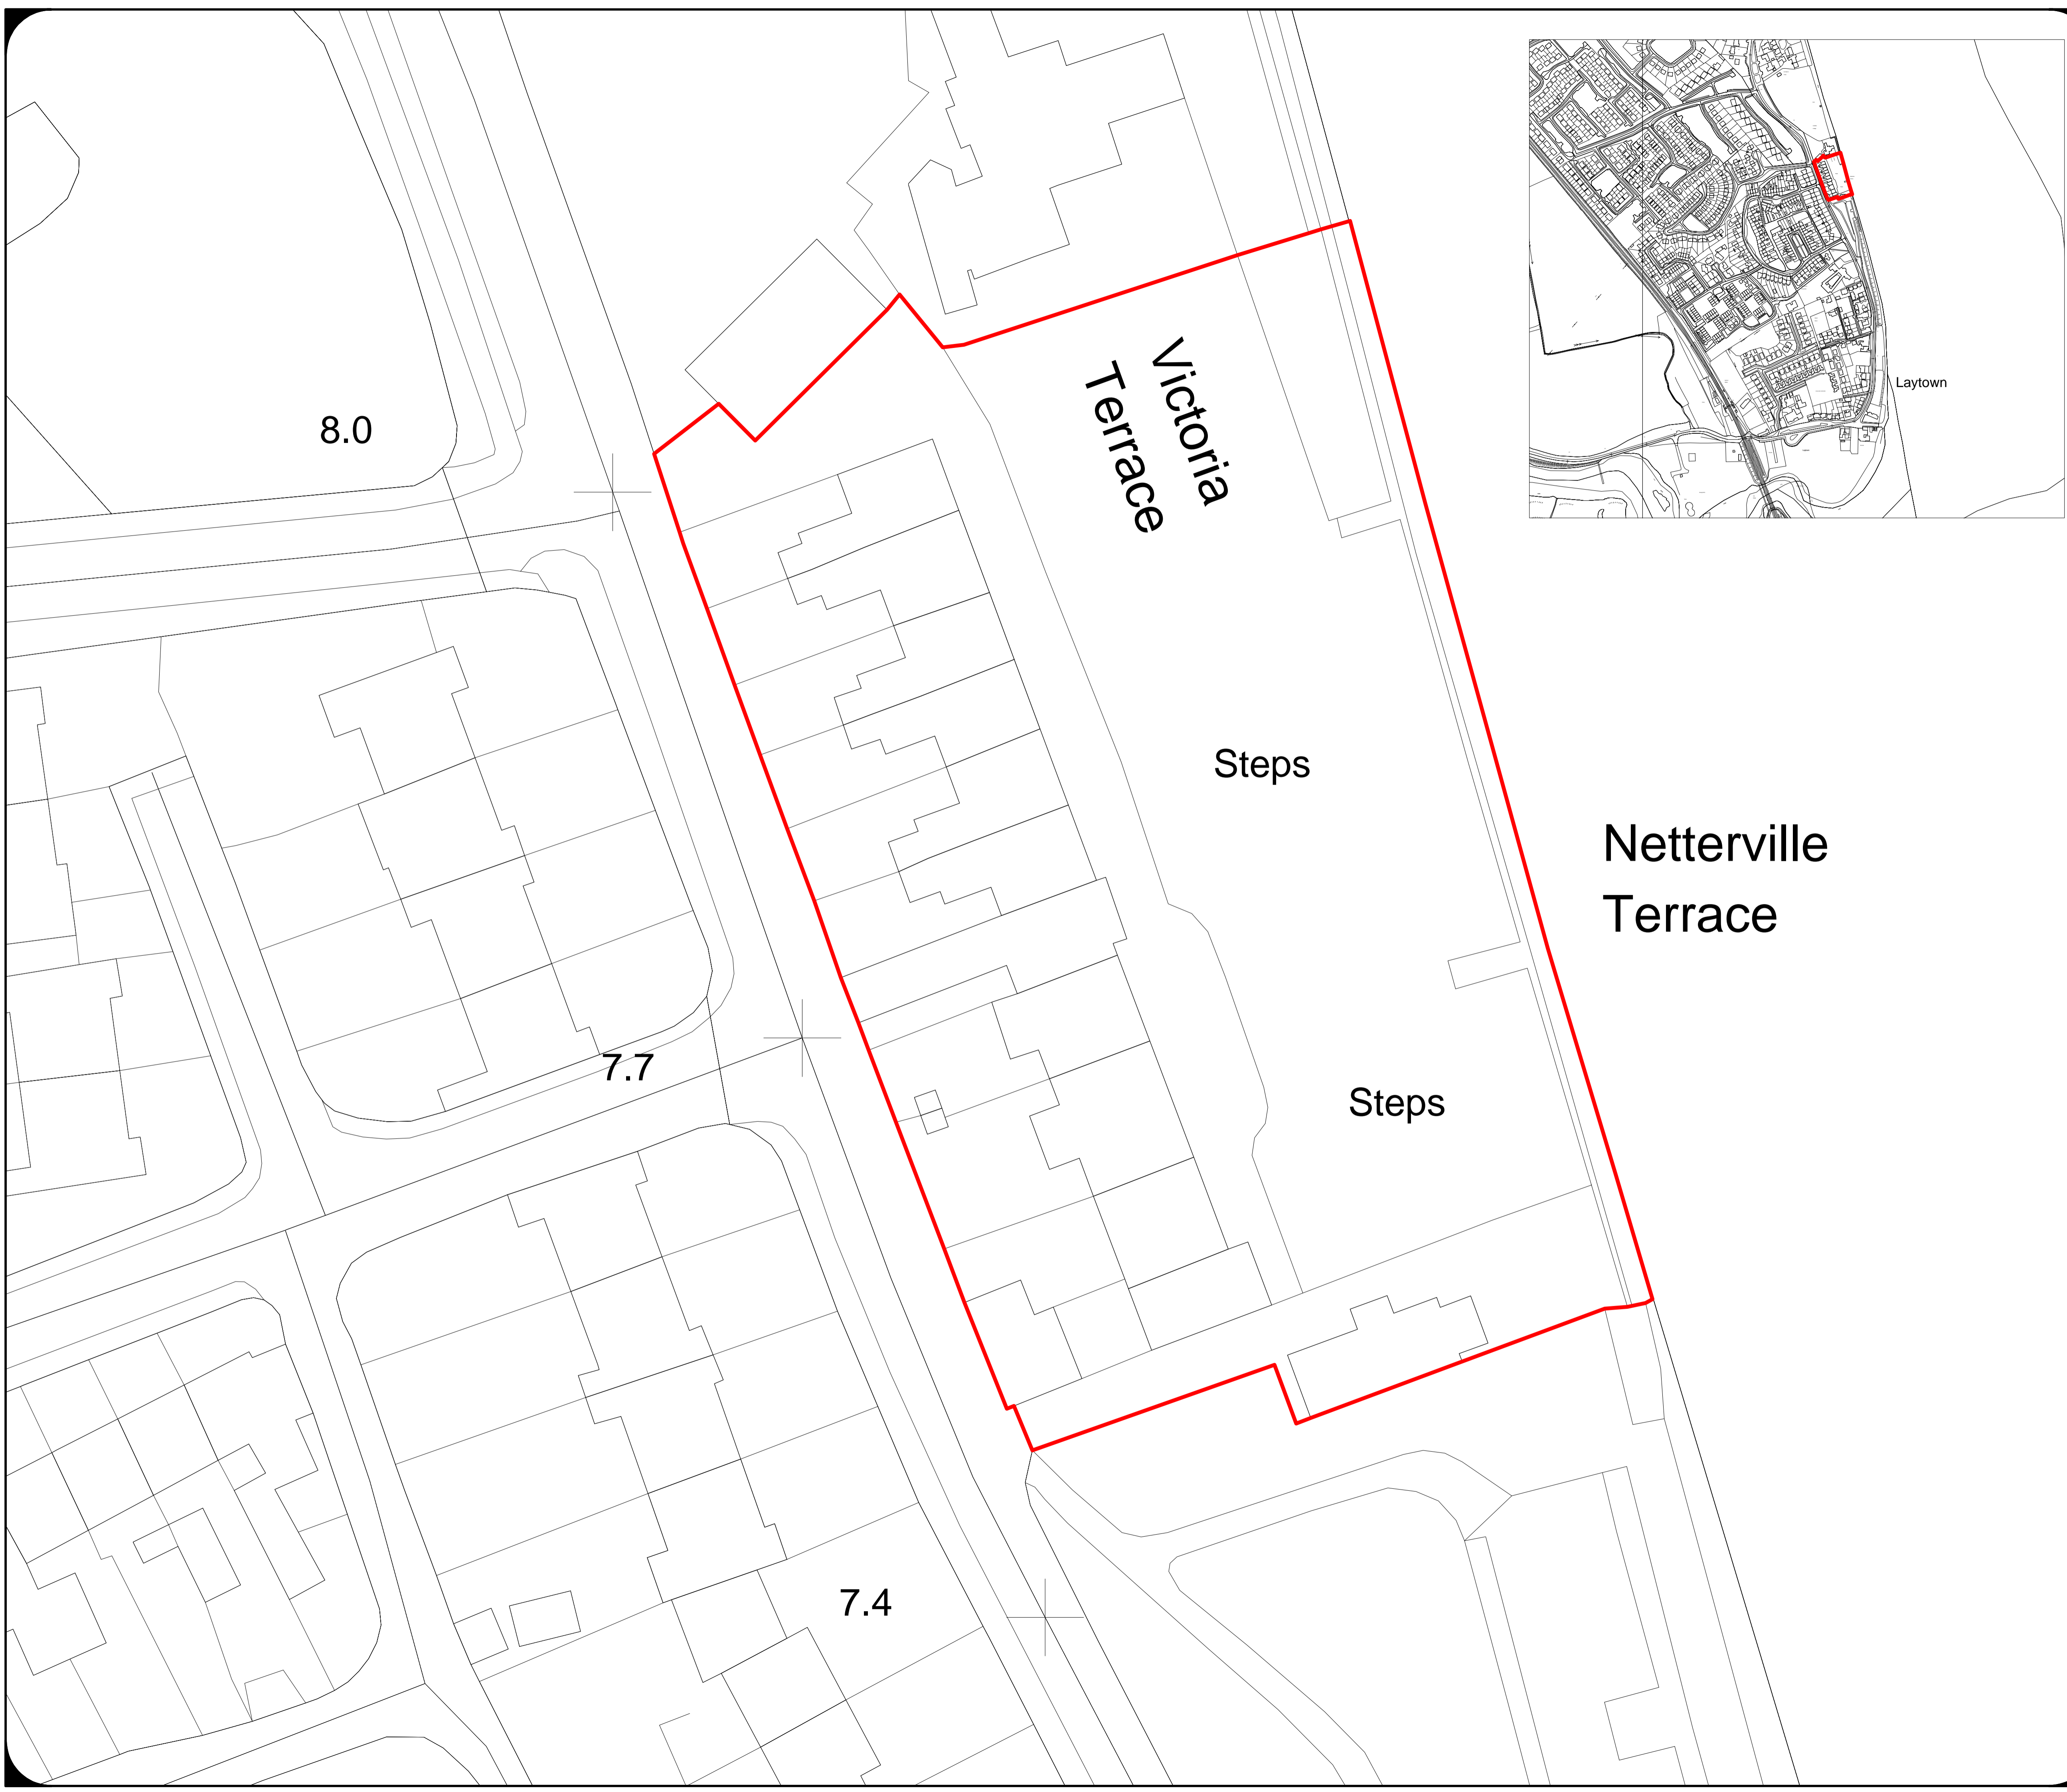 Laytown
8.0
Victoria
Terrace
Steps
Netterville
Terrace
7.7
Steps
7.4